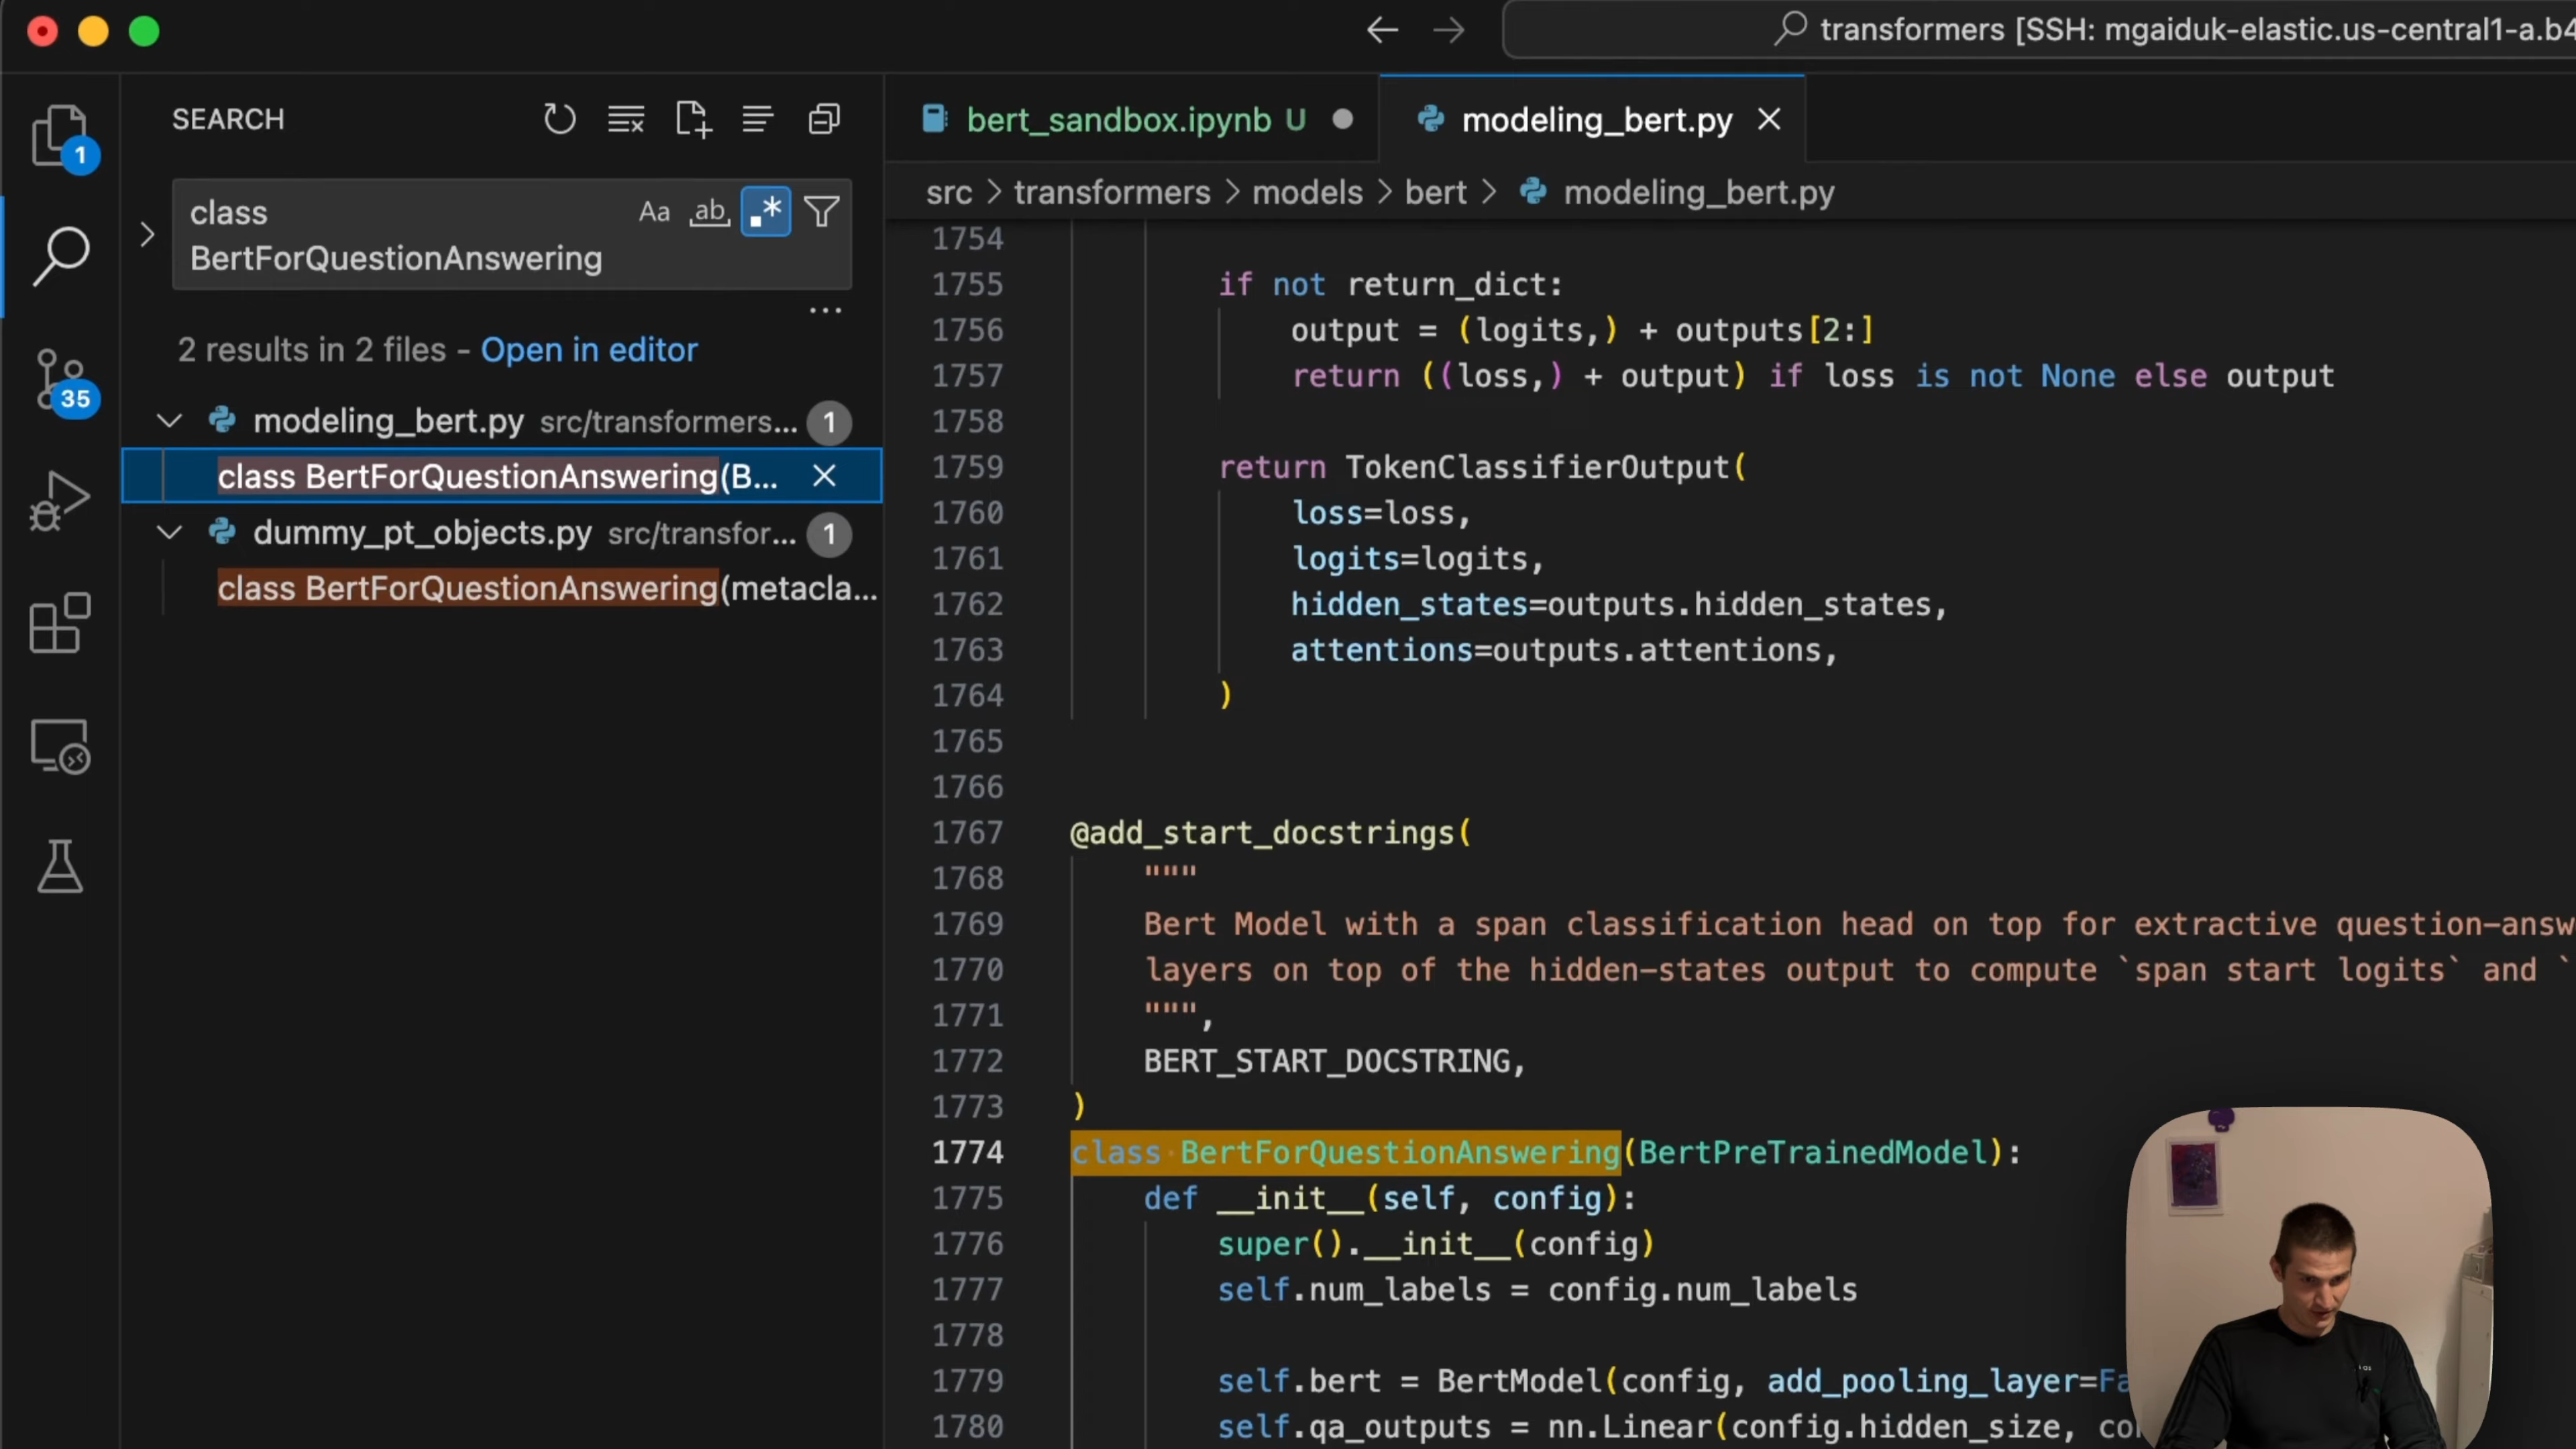 transformers [SSH: mgaiduk-elastic.us-central1-a.b4
SEARCH
bert_sandbox.ipynb U
modeling_bert.py
1
class
BertForQuestionAnswering
Aa ab .*
src > transformers > models > bert > modeling_bert.py
2 results in 2 files - Open in editor
35
modeling_bert.py src/transformers... 1
class BertForQuestionAnswering(B...
dummy_pt_objects.py src/transfor... 1
class BertForQuestionAnswering(metacla...
1754
1755 if not return_dict:
1756 output = (logits,) + outputs[2:]
1757 return ((loss,) + output) if loss is not None else output
1758
1759 return TokenClassifierOutput(
1760 loss=loss,
1761 logits=logits,
1762 hidden_states=outputs.hidden_states,
1763 attentions=outputs.attentions,
1764 )
1765
1766
1767 @add_start_docstrings(
1768 """
1769 Bert Model with a span classification head on top for extractive question-answ
1770 layers on top of the hidden-states output to compute `span start logits` and `
1771 """,
1772 BERT_START_DOCSTRING,
1773 )
1774 class BertForQuestionAnswering(BertPreTrainedModel):
1775 def __init__(self, config):
1776 super().__init__(config)
1777 self.num_labels = config.num_labels
1778
1779 self.bert = BertModel(config, add_pooling_layer=Fa
1780 self.qa_outputs = nn.Linear(config.hidden_size, co